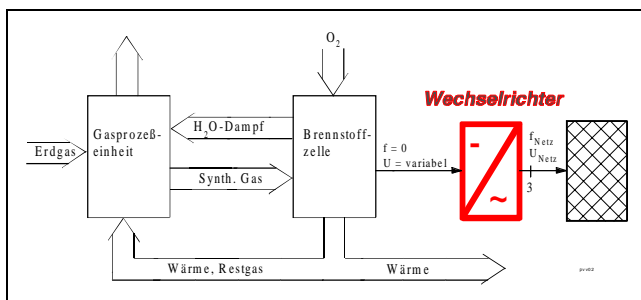 O2
Wechselrichter
Gasprozeß-
einheit
H2O-Dampf
Brennstoff-
zelle
Erdgas
Synth. Gas
f = 0
U = variabel
-
~
fNetz
UNetz
3
Wärme, Restgas
Wärme